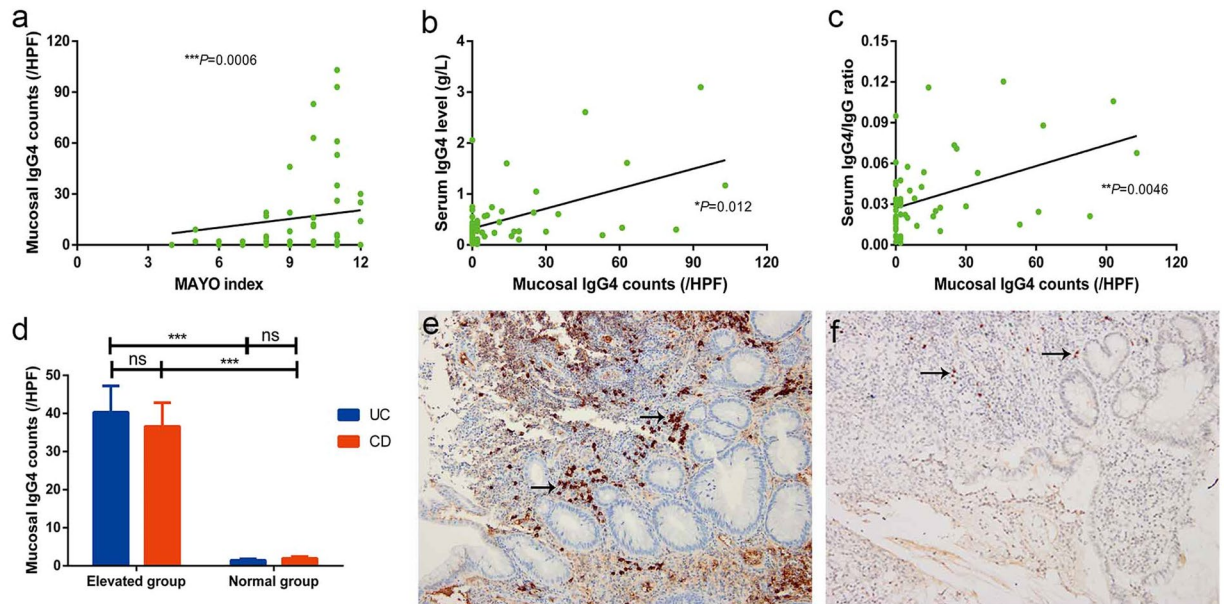 a
Mucosal IgG4 counts (/HPF)
120
90
60
30
0
***P=0.0006
0 3 6 9 12
MAYO index
b
Serum IgG4 level (g/L)
4
3
2
1
0
*P=0.012
0 30 60 90 120
Mucosal IgG4 counts (/HPF)
c
Serum IgG4/IgG ratio
0.15
0.12
0.09
0.06
0.03
0.00
**P=0.0046
0 30 60 90 120
Mucosal IgG4 counts (/HPF)
d
*** ns
ns ***
Mucosal IgG4 counts (/HPF)
50
40
30
20
10
0
UC
CD
Elevated group Normal group
e
f